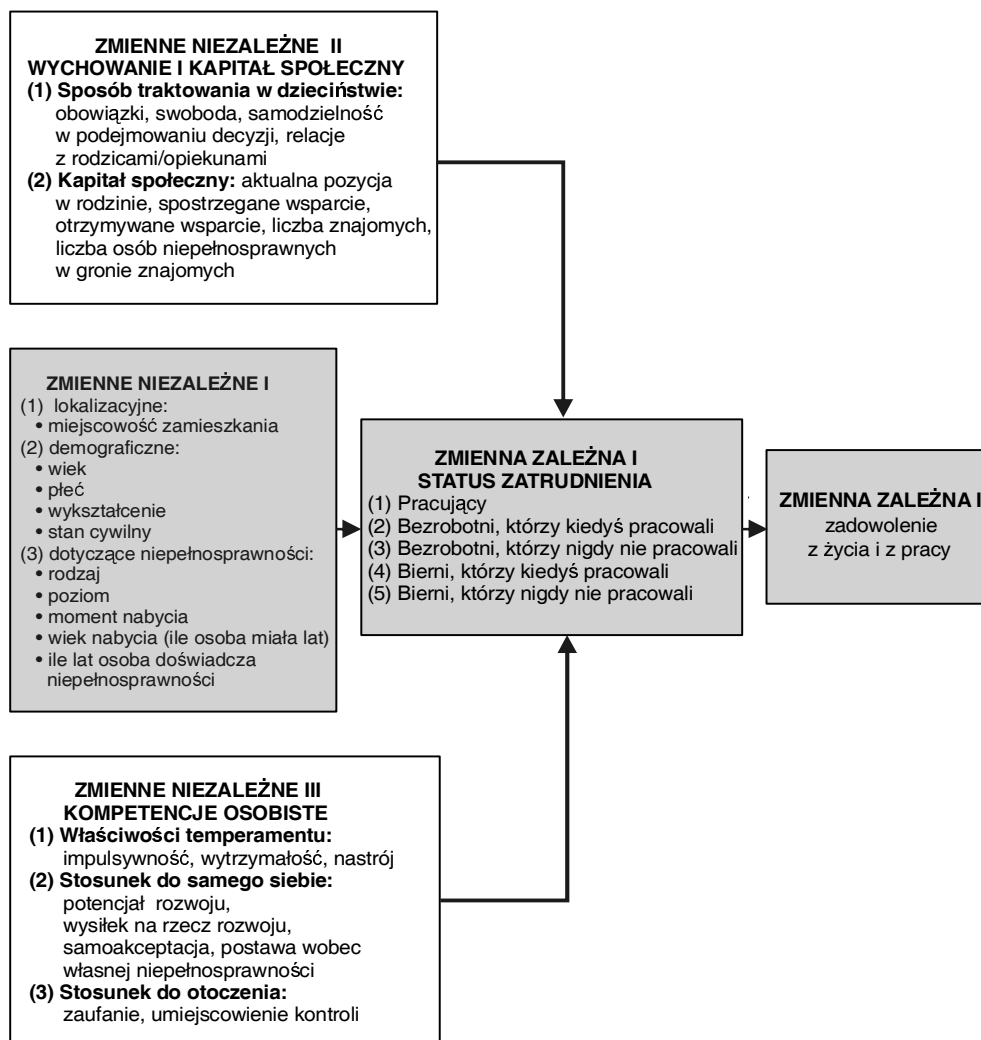 ZMIENNE NIEZALEŻNE II
WYCHOWANIE I KAPITAŁ SPOŁECZNY
(1) Sposób traktowania w dzieciństwie:
obowiązki, swoboda, samodzielność
w podejmowaniu decyzji, relacje
z rodzicami/opiekunami
(2) Kapitał społeczny: aktualna pozycja
w rodzinie, spostrzegane wsparcie,
otrzymywane wsparcie, liczba znajomych,
liczba osób niepełnosprawnych
w gronie znajomych
ZMIENNE NIEZALEŻNE I
(1) lokalizacyjne:
• miejscowość zamieszkania
(2) demograficzne:
• wiek
• płeć
• wykształcenie
• stan cywilny
(3) dotyczące niepełnosprawności:
• rodzaj
• poziom
• moment nabycia
• wiek nabycia (ile osoba miała lat)
• ile lat osoba doświadcza
niepełnosprawności
ZMIENNA ZALEŻNA I
STATUS ZATRUDNIENIA
(1) Pracujący
(2) Bezrobotni, którzy kiedyś pracowali
(3) Bezrobotni, którzy nigdy nie pracowali
(4) Bierni, którzy kiedyś pracowali
(5) Bierni, którzy nigdy nie pracowali
ZMIENNA ZALEŻNA I
zadowolenie
z życia i z pracy
ZMIENNE NIEZALEŻNE III
KOMPETENCJE OSOBISTE
(1) Właściwości temperamentu:
impulsywność, wytrzymałość, nastrój
(2) Stosunek do samego siebie:
potencjał rozwoju,
wysiłek na rzecz rozwoju,
samoakceptacja, postawa wobec
własnej niepełnosprawności
(3) Stosunek do otoczenia:
zaufanie, umiejscowienie kontroli